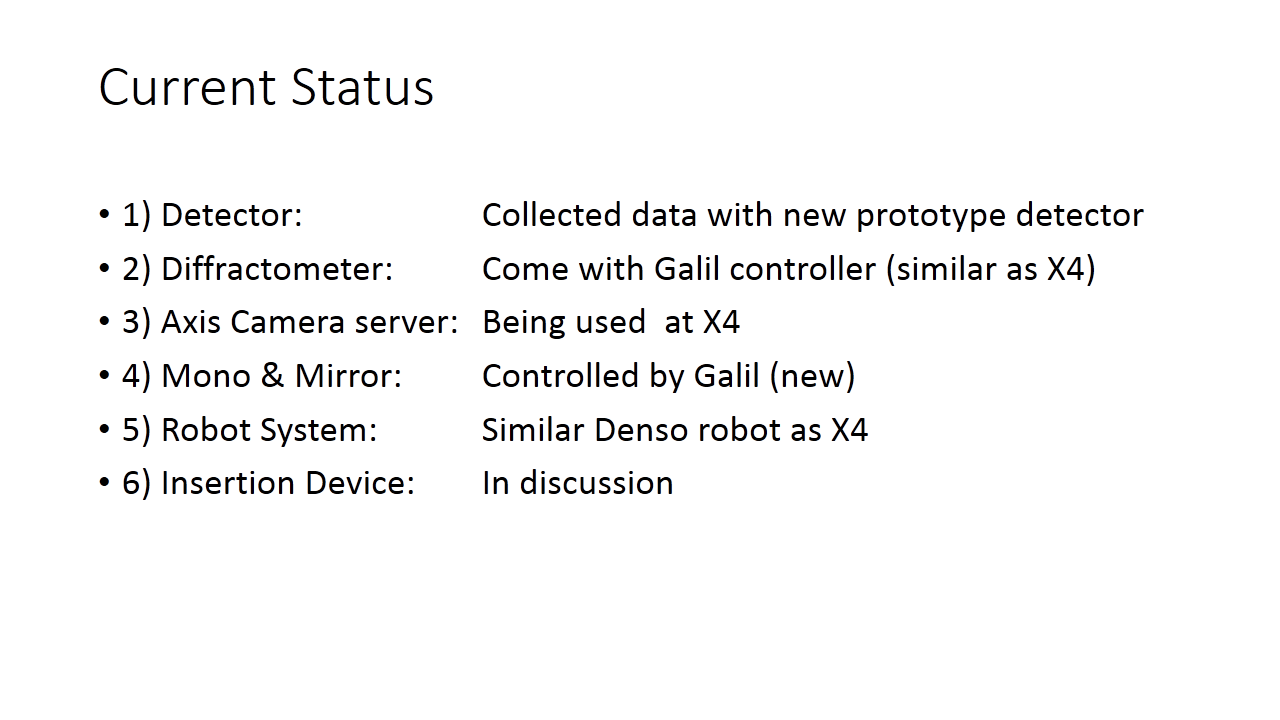 Current Status
• 1) Detector: Collected data with new prototype detector
• 2) Diffractometer: Come with Galil controller (similar as X4)
• 3) Axis Camera server: Being used at X4
• 4) Mono & Mirror: Controlled by Galil (new)
• 5) Robot System: Similar Denso robot as X4
• 6) Insertion Device: In discussion